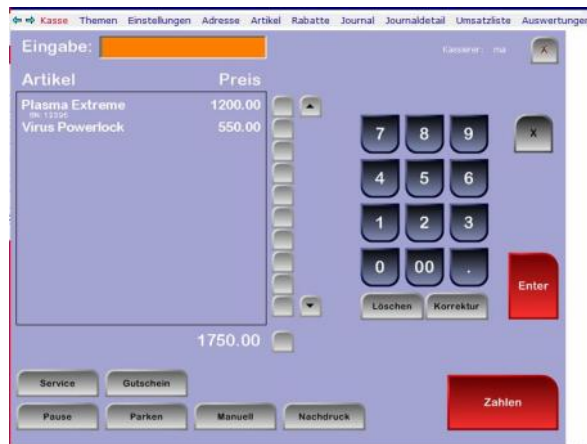 Kasse Themen Einstellungen Adresse Artikel Rabatte Journal Journaldetail Umsatzliste Auswertungen
Eingabe:
Kassierer: ma
X
Artikel Preis
Plasma Extreme 1200.00
Virus Powerlock 550.00
7 8 9 X
4 5 6
1 2 3
0 00 .
Enter
Löschen Korrektur
1750.00
Service Gutschein
Pause Parken Manuell Nachdruck
Zahlen